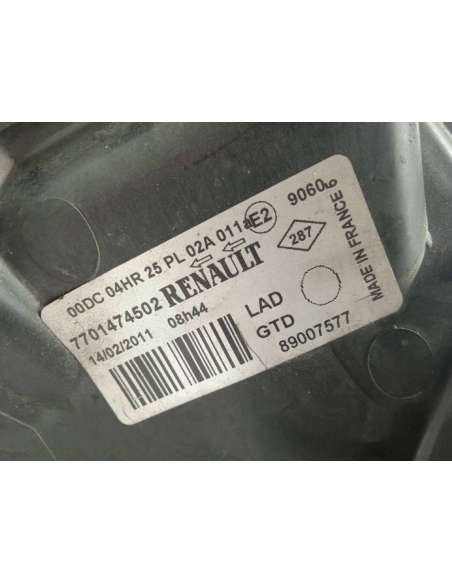 00DC 04HR 25 PL 02A 011a E2 9060
7701474502 RENAULT 287
14/02/2011 08h44
LAD
GTD
89007577
MADE IN FRANCE